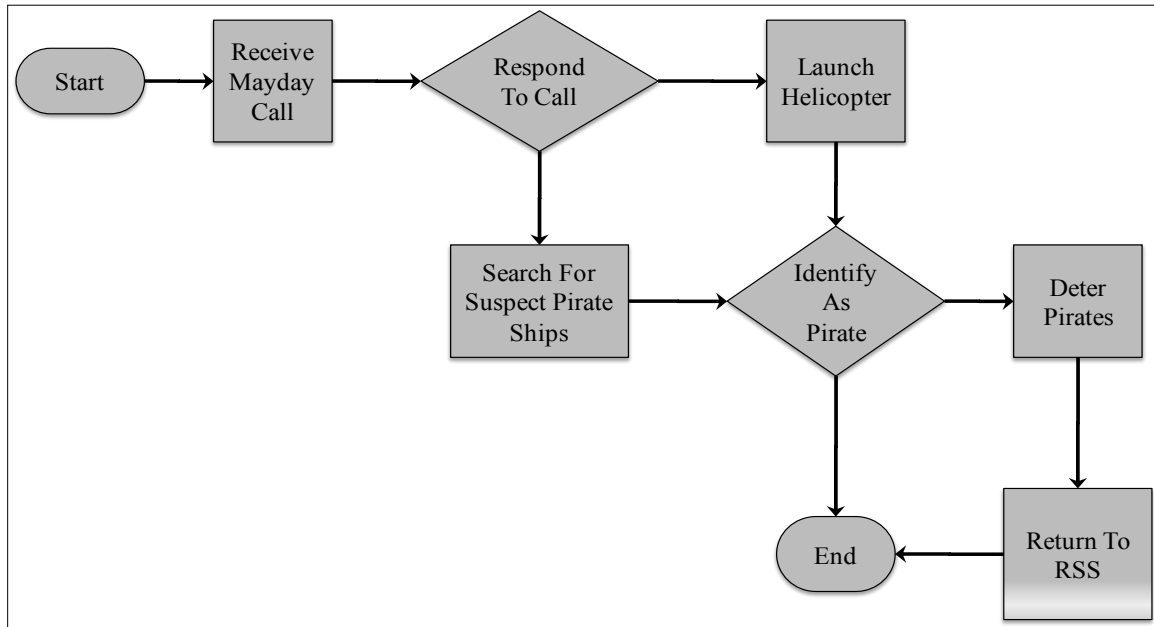 Start
Receive
Mayday
Call
Respond
To Call
Launch
Helicopter
Search For
Suspect Pirate
Ships
Identify
As
Pirate
Deter
Pirates
End
Return To
RSS